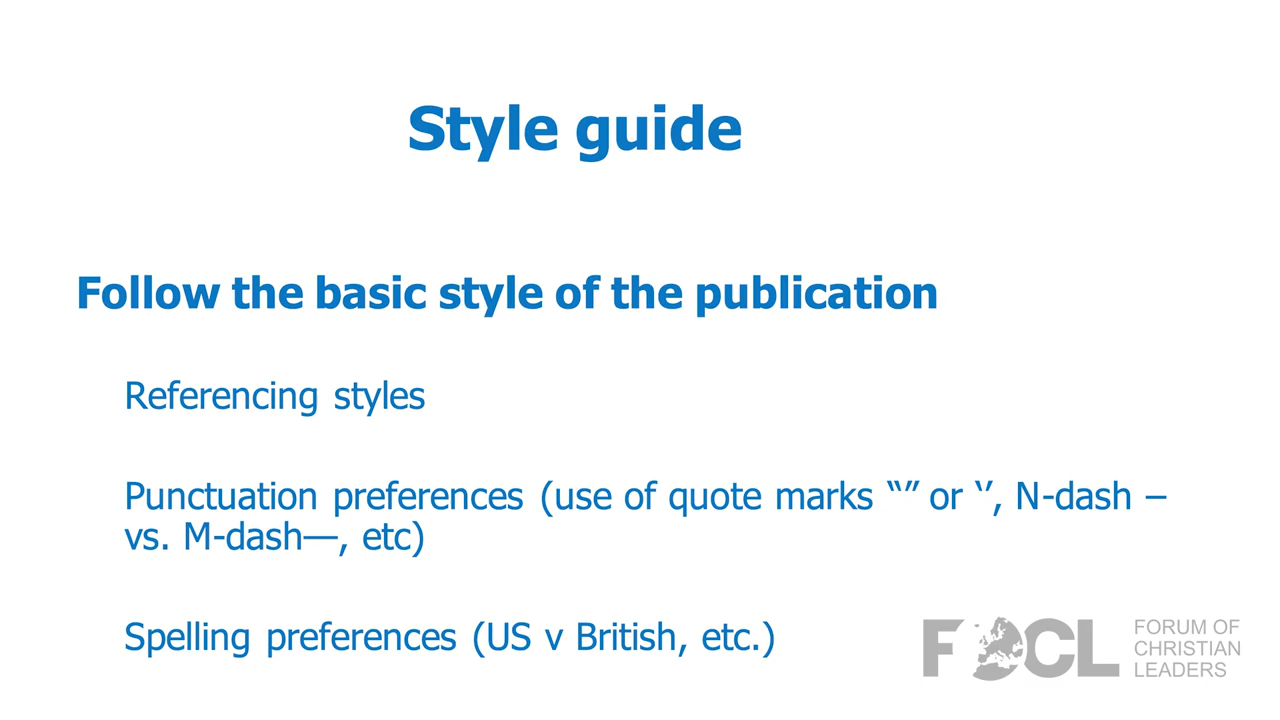 Style guide
Follow the basic style of the publication
Referencing styles
Punctuation preferences (use of quote marks “” or ‘’, N-dash –
vs. M-dash—, etc)
Spelling preferences (US v British, etc.)
FOCL
FORUM OF
CHRISTIAN
LEADERS